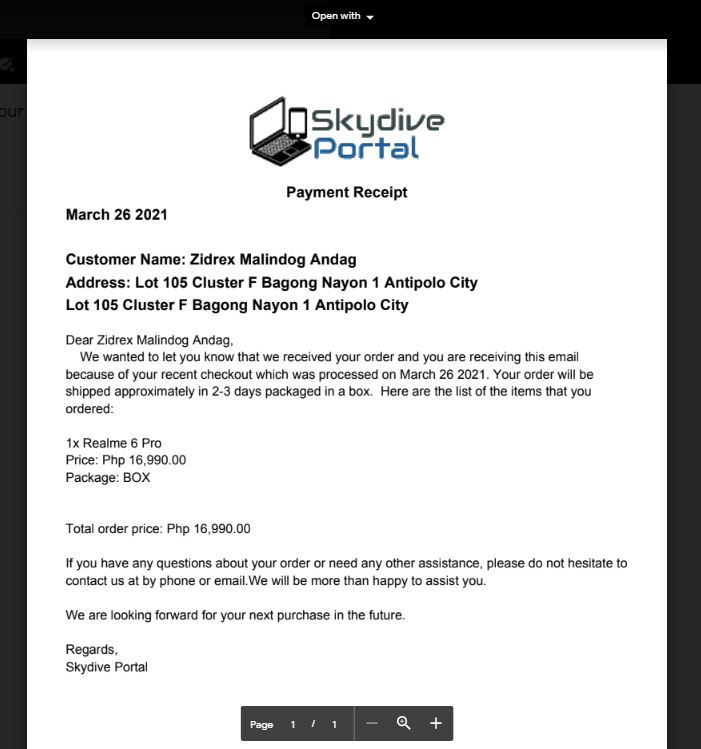 Open with
our
Skydive
Portal
Payment Receipt
March 26 2021
Customer Name: Zidrex Malindog Andag
Address: Lot 105 Cluster F Bagong Nayon 1 Antipolo City
Lot 105 Cluster F Bagong Nayon 1 Antipolo City
Dear Zidrex Malindog Andag,
We wanted to let you know that we received your order and you are receiving this email
because of your recent checkout which was processed on March 26 2021. Your order will be
shipped approximately in 2-3 days packaged in a box.  Here are the list of the items that you
ordered:
1x Realme 6 Pro
Price: Php 16,990.00
Package: BOX
Total order price: Php 16,990.00
If you have any questions about your order or need any other assistance, please do not hesitate to
contact us at by phone or email.We will be more than happy to assist you.
We are looking forward for your next purchase in the future.
Regards,
Skydive Portal
Page 1 / 1